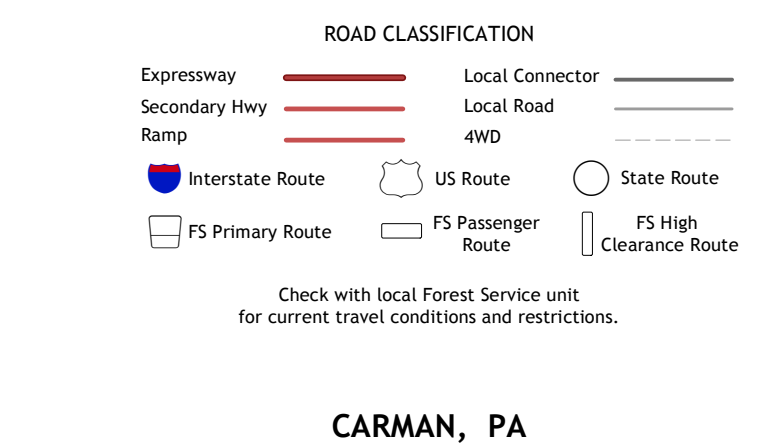 ROAD CLASSIFICATION
Expressway
Local Connector
Secondary Hwy
Local Road
Ramp
4WD
Interstate Route
US Route
State Route
FS Primary Route
FS Passenger
Route
FS High
Clearance Route
Check with local Forest Service unit
for current travel conditions and restrictions.
CARMAN, PA